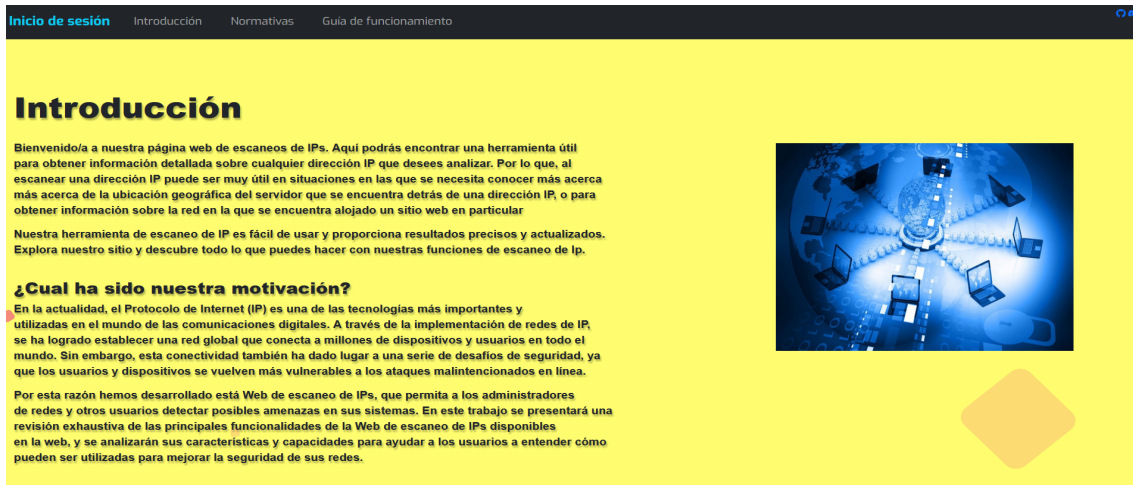 Inicio de sesión Introducción Normativas Guía de funcionamiento
Introducción
Bienvenido/a a nuestra página web de escaneos de IPs. Aquí podrás encontrar una herramienta útil
para obtener información detallada sobre cualquier dirección IP que desees analizar. Por lo que, al
escanear una dirección IP puede ser muy útil en situaciones en las que se necesita conocer más acerca
más acerca de la ubicación geográfica del servidor que se encuentra detrás de una dirección IP, o para
obtener información sobre la red en la que se encuentra alojado un sitio web en particular
Nuestra herramienta de escaneo de IP es fácil de usar y proporciona resultados precisos y actualizados.
Explora nuestro sitio y descubre todo lo que puedes hacer con nuestras funciones de escaneo de Ip.
¿Cual ha sido nuestra motivación?
En la actualidad, el Protocolo de Internet (IP) es una de las tecnologías más importantes y
utilizadas en el mundo de las comunicaciones digitales. A través de la implementación de redes de IP,
se ha logrado establecer una red global que conecta a millones de dispositivos y usuarios en todo el
mundo. Sin embargo, esta conectividad también ha dado lugar a una serie de desafíos de seguridad, ya
que los usuarios y dispositivos se vuelven más vulnerables a los ataques malintencionados en línea.
Por esta razón hemos desarrollado está Web de escaneo de IPs, que permita a los administradores
de redes y otros usuarios detectar posibles amenazas en sus sistemas. En este trabajo se presentará una
revisión exhaustiva de las principales funcionalidades de la Web de escaneo de IPs disponibles
en la web, y se analizarán sus características y capacidades para ayudar a los usuarios a entender cómo
pueden ser utilizadas para mejorar la seguridad de sus redes.